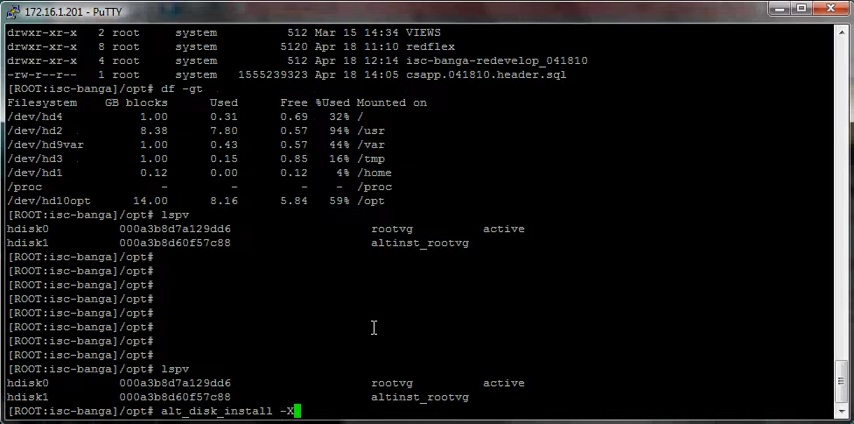 172.16.1.201 - PuTTY
drwxr-xr-x 2 root system 512 Mar 15 14:34 VIEWS
drwxr-xr-x 8 root system 5120 Apr 18 11:10 redflex
drwxr-xr-x 4 root system 512 Apr 18 12:14 isc-banga-redevelop_041810
-rw-r--r-- 1 root system 1555239323 Apr 18 14:05 csapp.041810.header.sql
[ROOT:isc-banga]/opt# df -gt
Filesystem GB blocks Used Free %Used Mounted on
/dev/hd4 1.00 0.31 0.69 32% /
/dev/hd2 8.38 7.80 0.57 94% /usr
/dev/hd9var 1.00 0.43 0.57 44% /var
/dev/hd3 1.00 0.15 0.85 16% /tmp
/dev/hd1 0.12 0.00 0.12 4% /home
/proc - - - - /proc
/dev/hd10opt 14.00 8.16 5.84 59% /opt
[ROOT:isc-banga]/opt# lspv
hdisk0 000a3b8d7a129dd6 rootvg active
hdisk1 000a3b8d60f57c88 altinst_rootvg
[ROOT:isc-banga]/opt#
[ROOT:isc-banga]/opt#
[ROOT:isc-banga]/opt#
[ROOT:isc-banga]/opt#
[ROOT:isc-banga]/opt#
[ROOT:isc-banga]/opt#
[ROOT:isc-banga]/opt#
[ROOT:isc-banga]/opt#
[ROOT:isc-banga]/opt# lspv
hdisk0 000a3b8d7a129dd6 rootvg active
hdisk1 000a3b8d60f57c88 altinst_rootvg
[ROOT:isc-banga]/opt# alt_disk_install -X